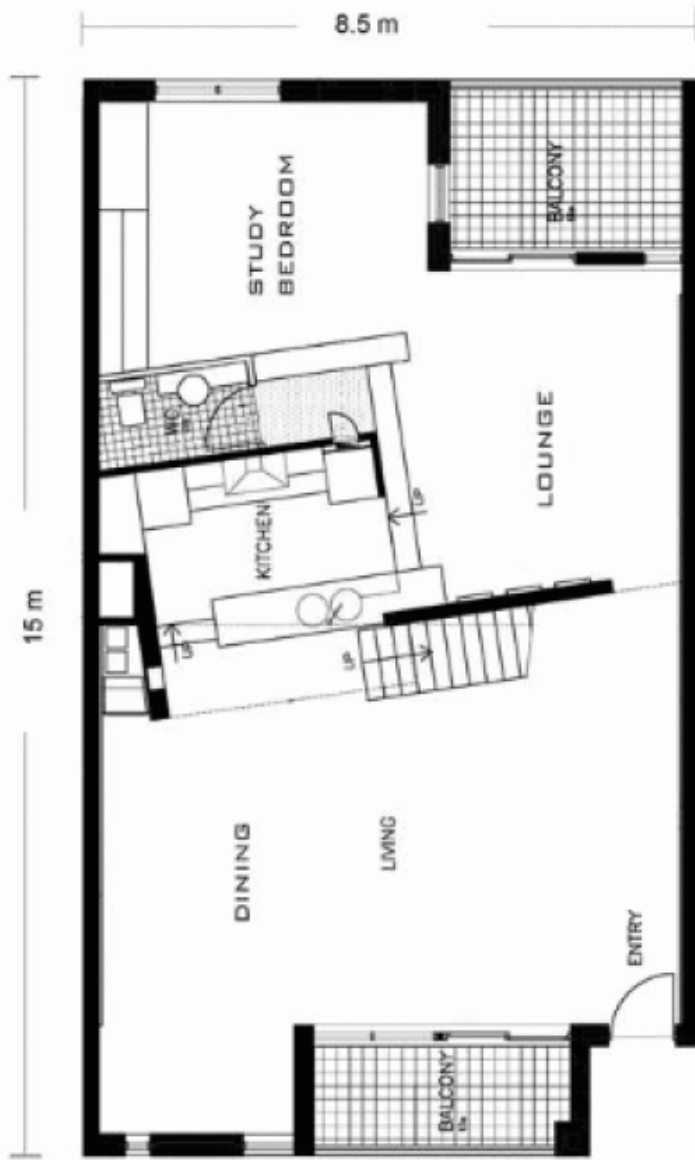 8.5 m
BALCONY
STUDY
BEDROOM
WC
LOUNGE
UP
KITCHEN
15 m
UP
UP
DINING
LIVING
ENTRY
BALCONY